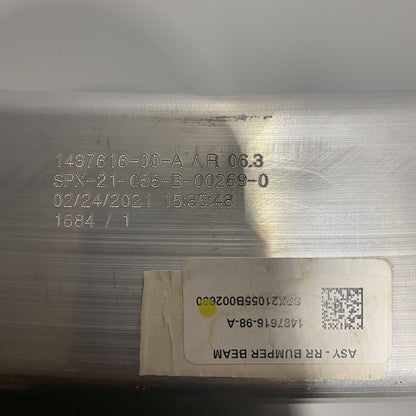 1487616-00-A AR 06.3
SPX-21-055-B-00269-0
02/24/2021 15:35:48
1684 / 1
ASY - RR BUMPER BEAM
1487616-98-A
SPX21055B002690